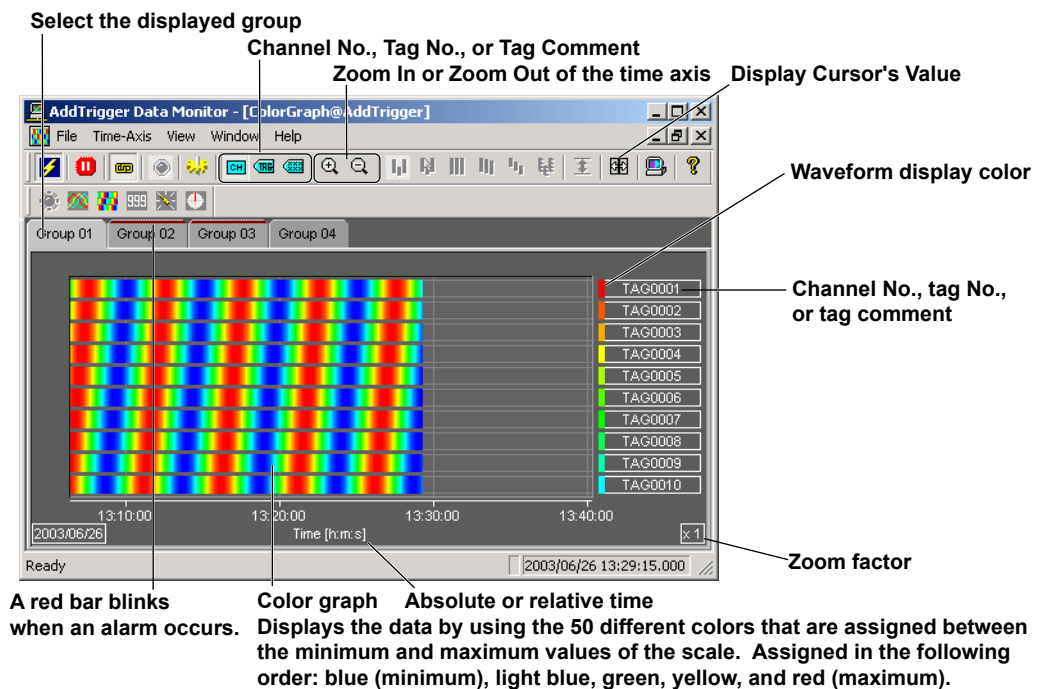 Select the displayed group
Channel No., Tag No., or Tag Comment
Zoom In or Zoom Out of the time axis
Display Cursor's Value
AddTrigger Data Monitor - [ColorGraph@AddTrigger]
File Time-Axis View Window Help
CH TAG
Waveform display color
999
Group 01 Group 02 Group 03 Group 04
TAG0001
Channel No., tag No.,
or tag comment
TAG0002
TAG0003
TAG0004
TAG0005
TAG0006
TAG0007
TAG0008
TAG0009
TAG0010
13:10:00 13:20:00 13:30:00 13:40:00
2003/06/26 Time [h:m:s] x 1
Ready 2003/06/26 13:29:15.000
Zoom factor
A red bar blinks
when an alarm occurs.
Color graph Absolute or relative time
Displays the data by using the 50 different colors that are assigned between
the minimum and maximum values of the scale. Assigned in the following
order: blue (minimum), light blue, green, yellow, and red (maximum).